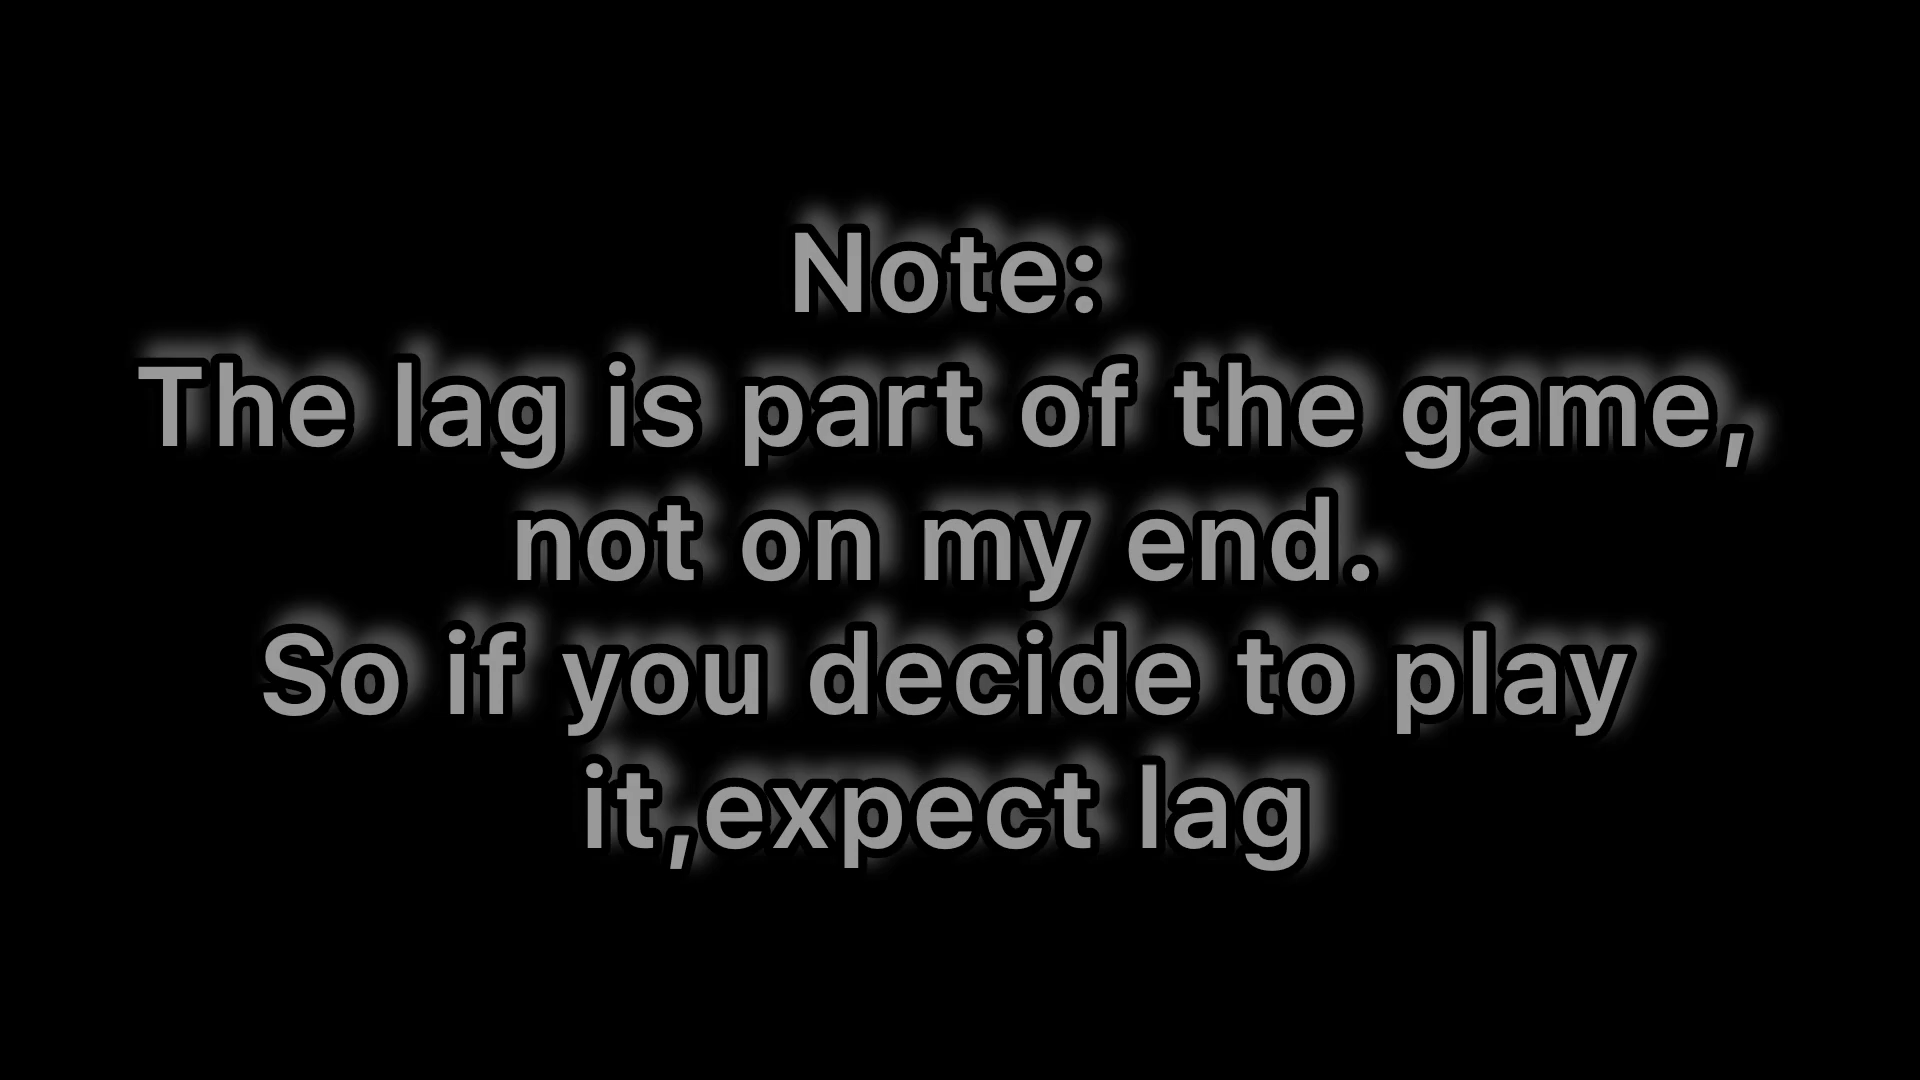 Note:
The lag is part of the game,
not on my end.
So if you decide to play
it,expect lag